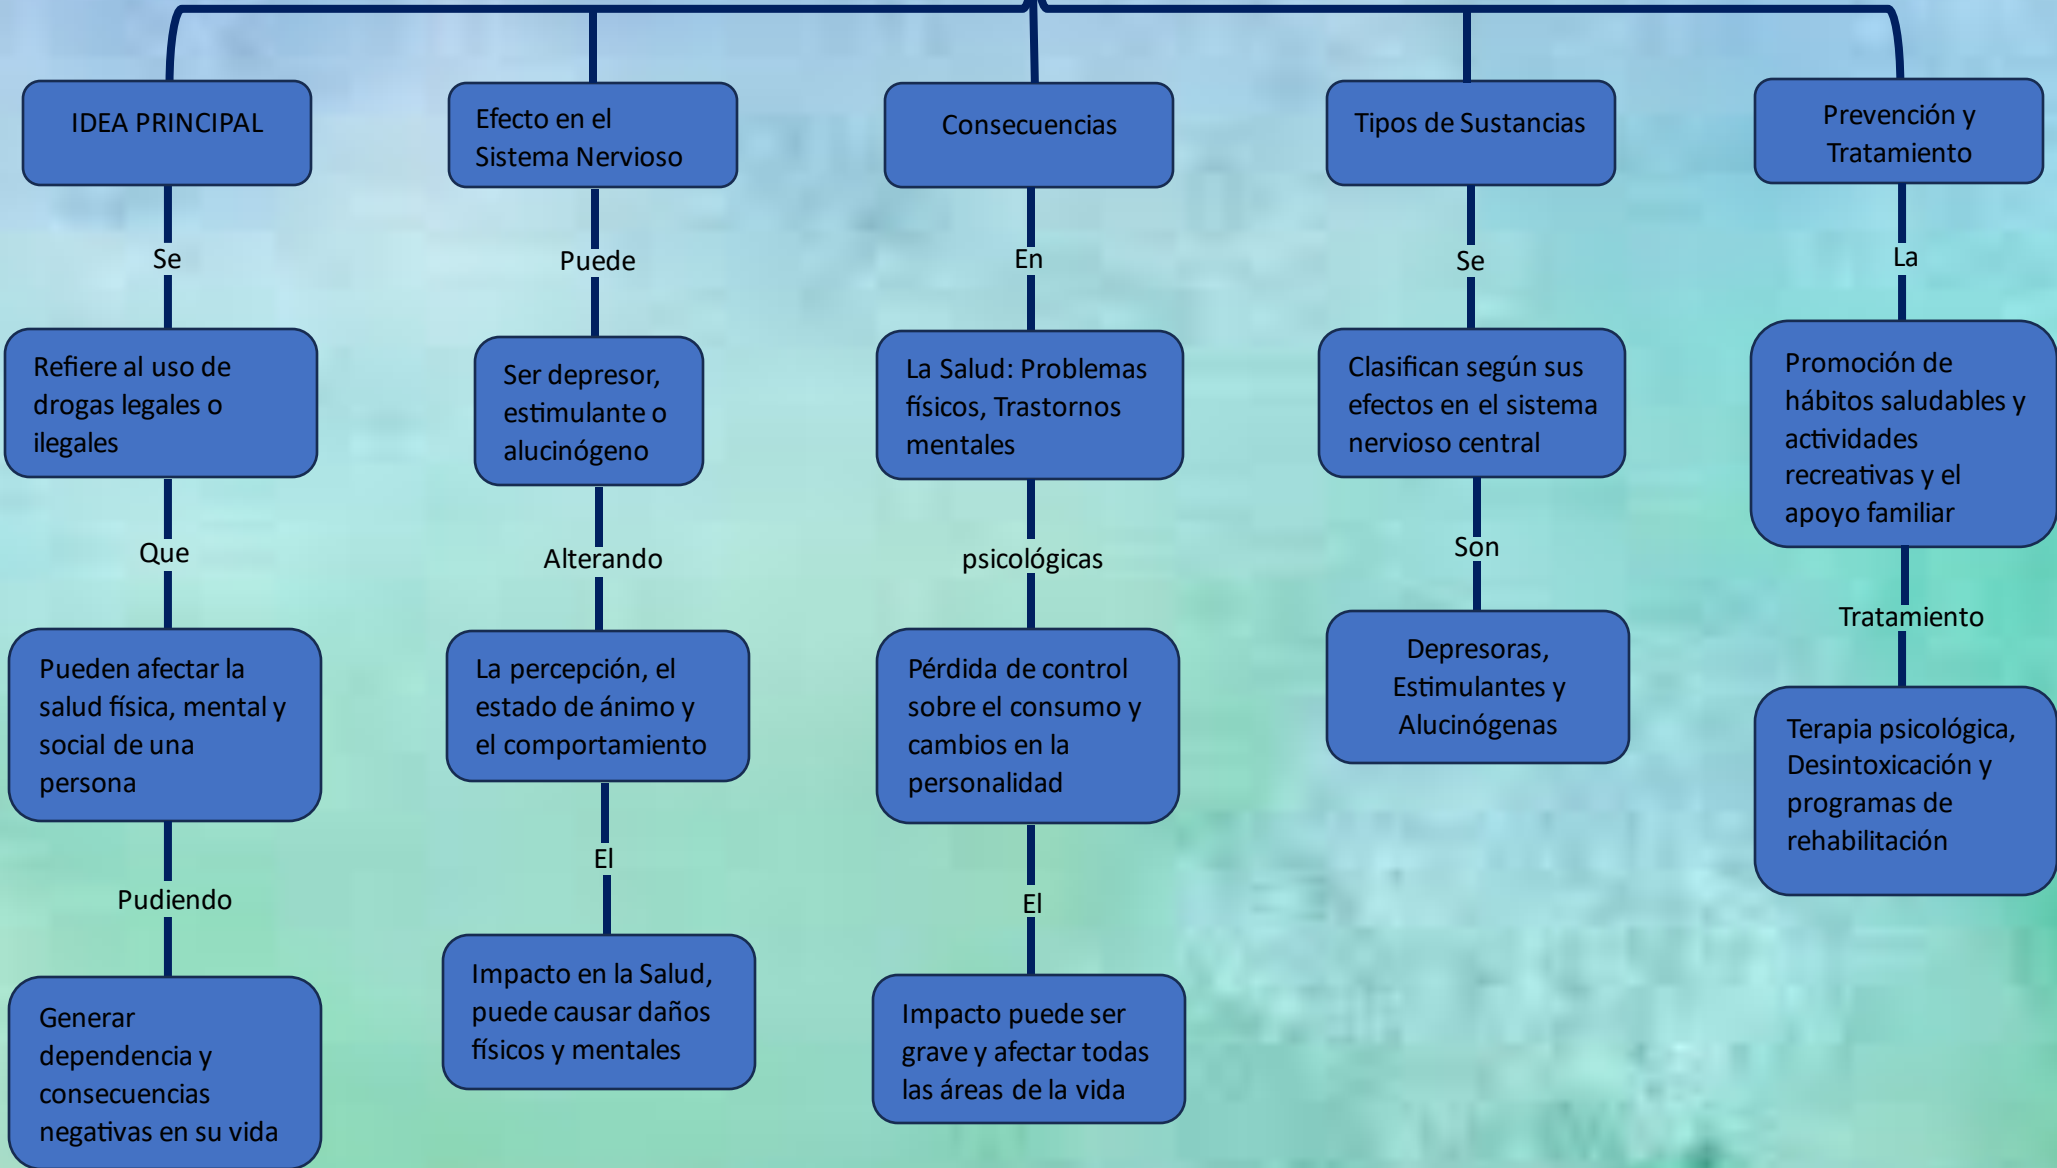 IDEA PRINCIPAL
Se
Refiere al uso de
drogas legales o
ilegales
Que
Pueden afectar la
salud física, mental y
social de una
persona
Pudiendo
Generar
dependencia y
consecuencias
negativas en su vida
Efecto en el
Sistema Nervioso
Puede
Ser depresor,
estimulante o
alucinógeno
Alterando
La percepción, el
estado de ánimo y
el comportamiento
El
Impacto en la Salud,
puede causar daños
físicos y mentales
Consecuencias
En
La Salud: Problemas
físicos, Trastornos
mentales
psicológicas
Pérdida de control
sobre el consumo y
cambios en la
personalidad
El
Impacto puede ser
grave y afectar todas
las áreas de la vida
Tipos de Sustancias
Se
Clasifican según sus
efectos en el sistema
nervioso central
Son
Depresoras,
Estimulantes y
Alucinógenas
Prevención y
Tratamiento
La
Promoción de
hábitos saludables y
actividades
recreativas y el
apoyo familiar
Tratamiento
Terapia psicológica,
Desintoxicación y
programas de
rehabilitación